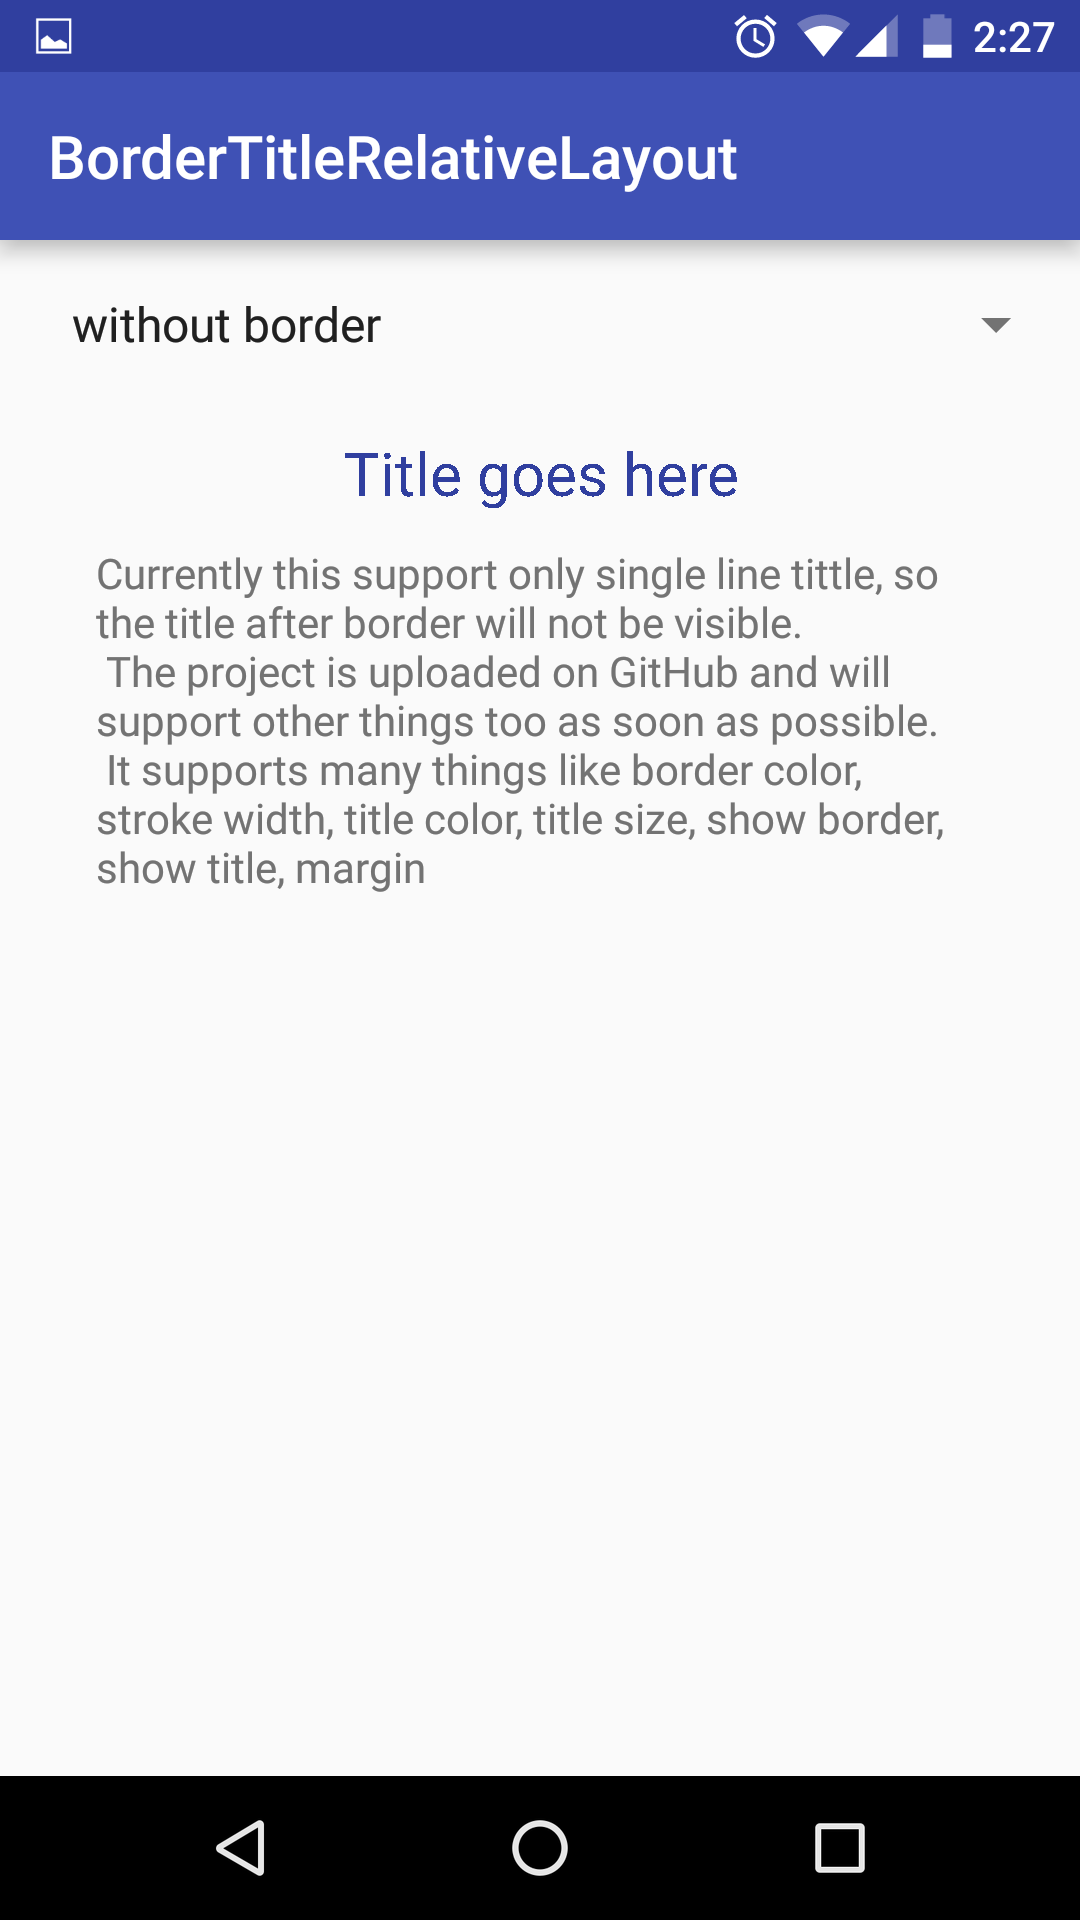 2:27
BorderTitleRelativeLayout
without border
Title goes here
Currently this support only single line tittle, so
the title after border will not be visible.
The project is uploaded on GitHub and will
support other things too as soon as possible.
It supports many things like border color,
stroke width, title color, title size, show border,
show title, margin